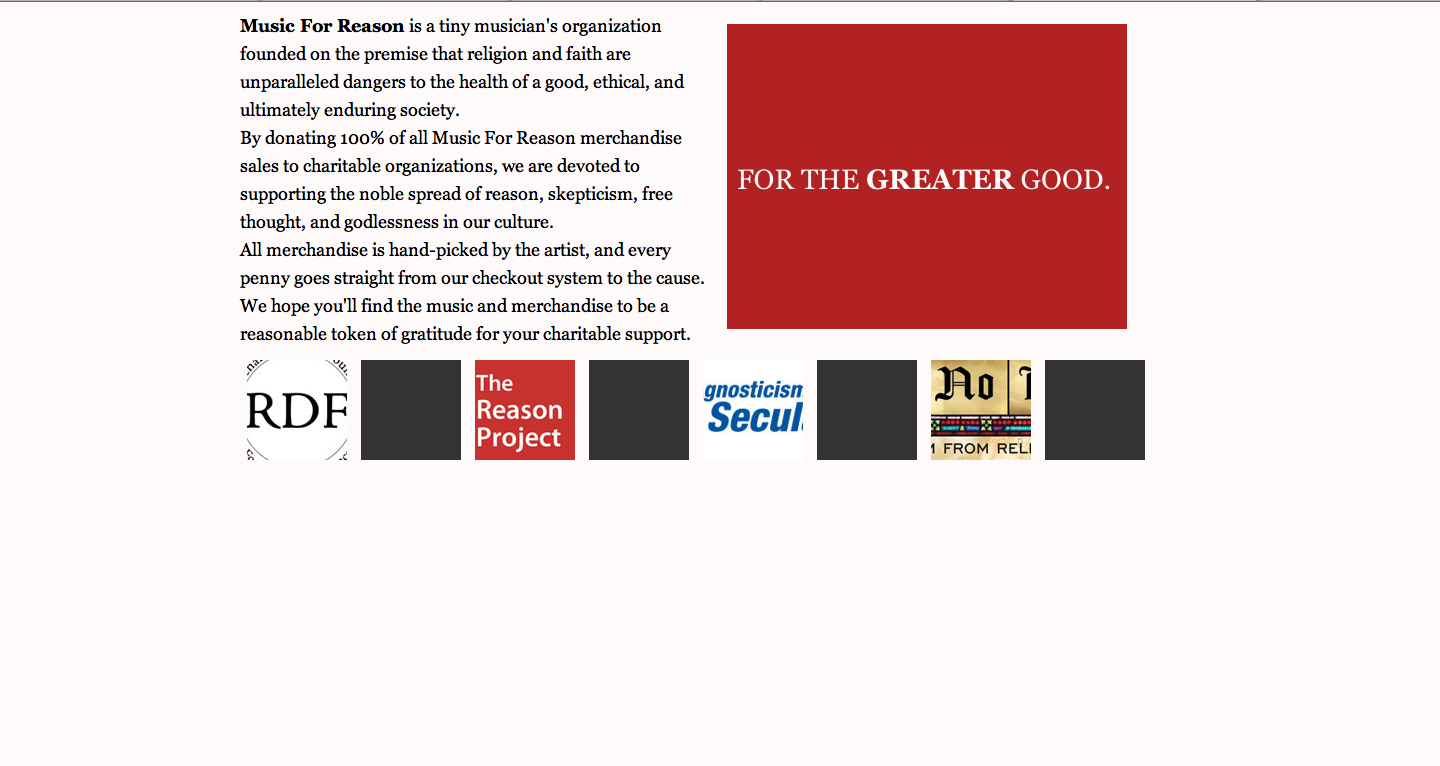 Music For Reason is a tiny musician's organization
founded on the premise that religion and faith are
unparalleled dangers to the health of a good, ethical, and
ultimately enduring society.
By donating 100% of all Music For Reason merchandise
sales to charitable organizations, we are devoted to
supporting the noble spread of reason, skepticism, free
thought, and godlessness in our culture.
All merchandise is hand-picked by the artist, and every
penny goes straight from our checkout system to the cause.
We hope you'll find the music and merchandise to be a
reasonable token of gratitude for your charitable support.
FOR THE GREATER GOOD.
RDF
The
Reason
Project
gnosticism
Secul
No
FROM RELI